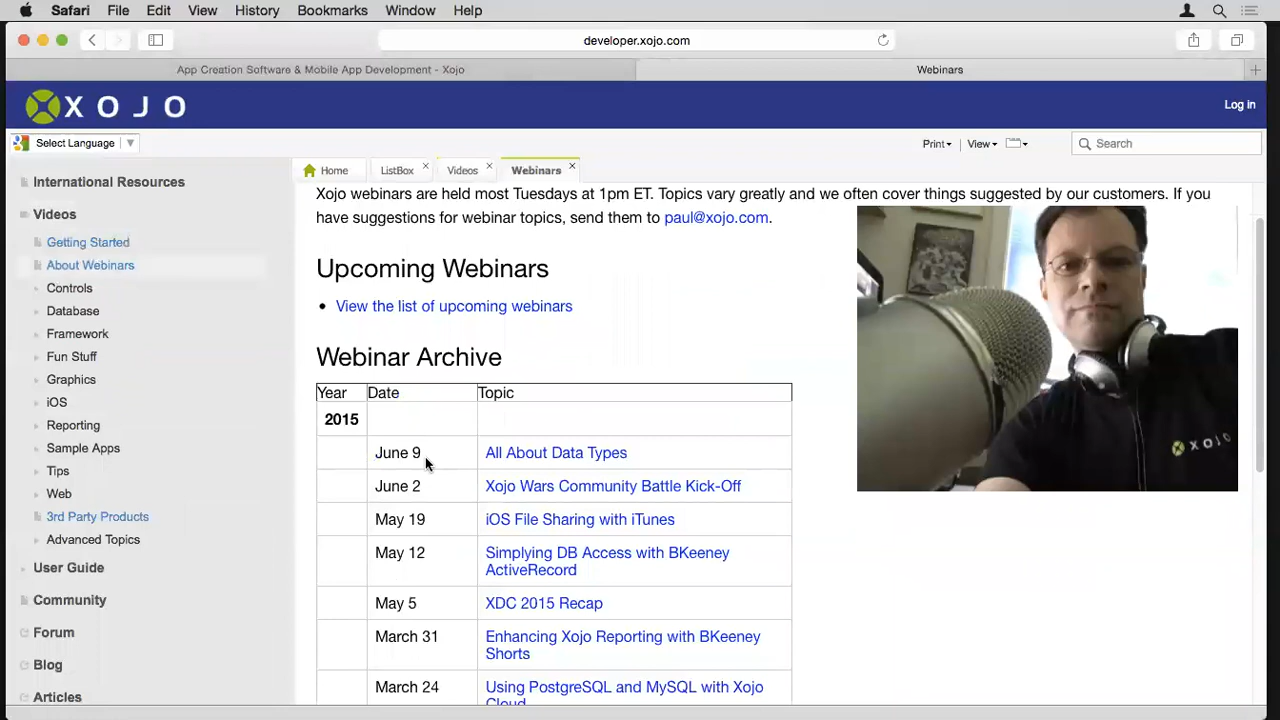 Safari File Edit View History Bookmarks Window Help
developer.xojo.com
App Creation Software & Mobile App Development - Xojo
Webinars
XOJO
Log in
Select Language
Print View
Search
Home ListBox Videos Webinars
International Resources
Videos
Getting Started
About Webinars
Controls
Database
Framework
Fun Stuff
Graphics
iOS
Reporting
Sample Apps
Tips
Web
3rd Party Products
Advanced Topics
User Guide
Community
Forum
Blog
Articles
Xojo webinars are held most Tuesdays at 1pm ET. Topics vary greatly and we often cover things suggested by our customers. If you
have suggestions for webinar topics, send them to paul@xojo.com.
Upcoming Webinars
• View the list of upcoming webinars
Webinar Archive
Year Date Topic
2015
June 9 All About Data Types
June 2 Xojo Wars Community Battle Kick-Off
May 19 iOS File Sharing with iTunes
May 12 Simplying DB Access with BKeeney
ActiveRecord
May 5 XDC 2015 Recap
March 31 Enhancing Xojo Reporting with BKeeney
Shorts
March 24 Using PostgreSQL and MySQL with Xojo
Cloud
XOJO